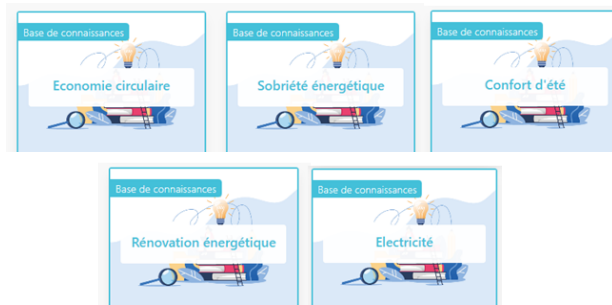 Base de connaissances
Economie circulaire
Base de connaissances
Sobriété énergétique
Base de connaissances
Confort d'été
Base de connaissances
Rénovation énergétique
Base de connaissances
Electricité